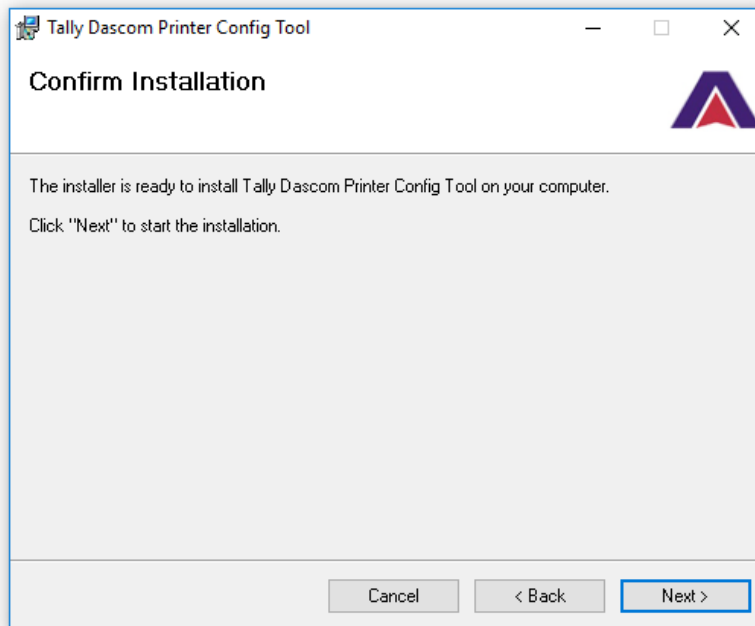 Tally Dascom Printer Config Tool
Confirm Installation
The installer is ready to install Tally Dascom Printer Config Tool on your computer.
Click "Next" to start the installation.
Cancel
< Back
Next >